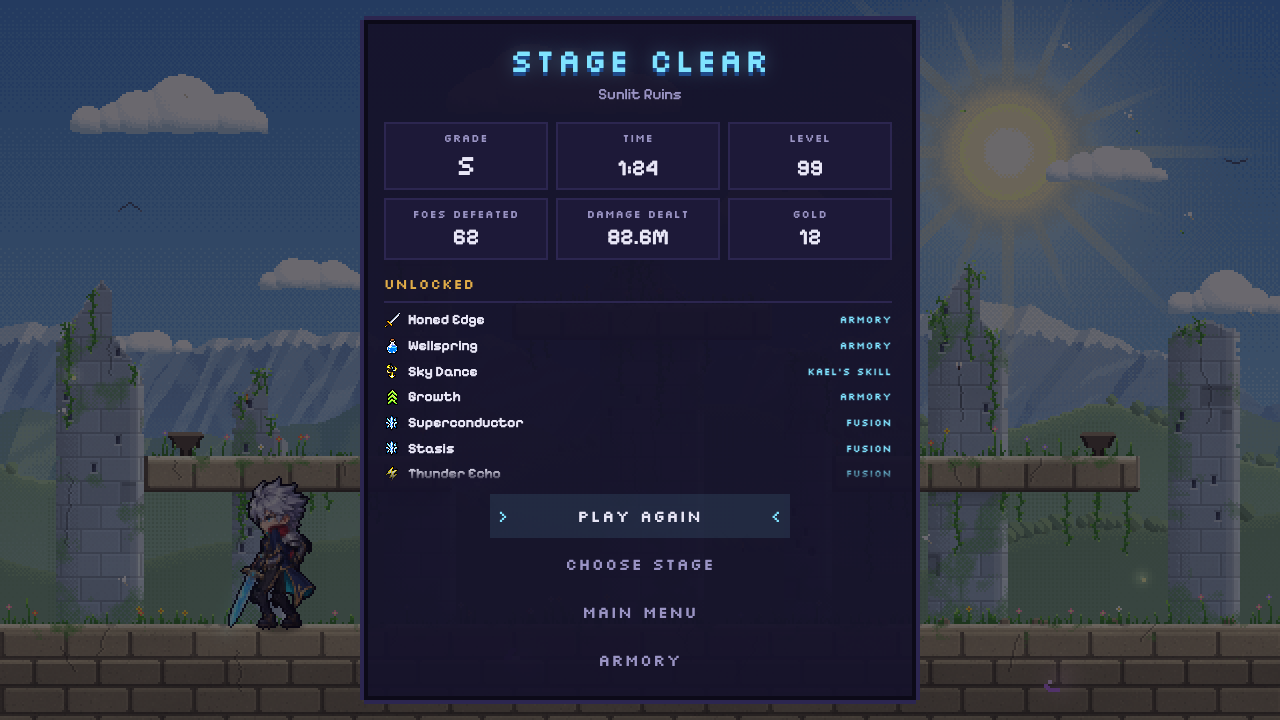 STAGE CLEAR
Sunlit Ruins
GRADE TIME LEVEL
S 1:24 99
FOES DEFEATED DAMAGE DEALT GOLD
62 82.6M 12
UNLOCKED
Honed Edge ARMORY
Wellspring ARMORY
Sky Dance KAEL'S SKILL
Growth ARMORY
Superconductor FUSION
Stasis FUSION
Thunder Echo FUSION
> PLAY AGAIN <
CHOOSE STAGE
MAIN MENU
ARMORY